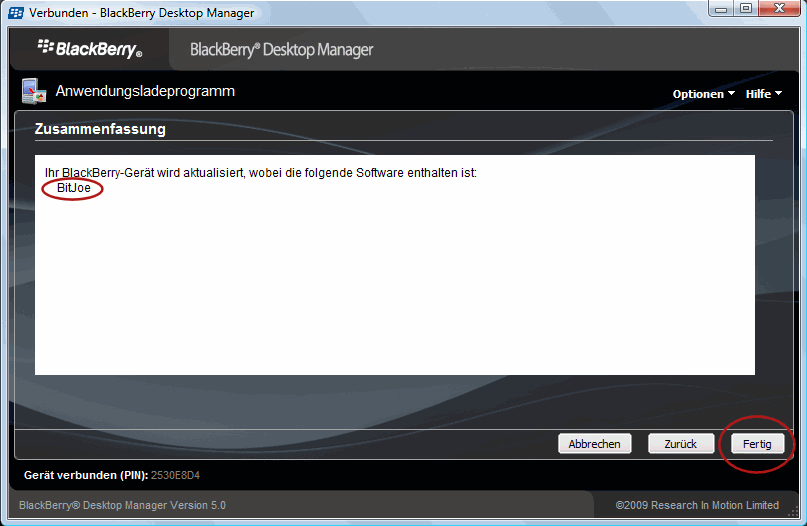 Verbunden - BlackBerry Desktop Manager
BlackBerry® BlackBerry® Desktop Manager
Anwendungsladeprogramm
Optionen Hilfe
Zusammenfassung
Ihr BlackBerry-Gerät wird aktualisiert, wobei die folgende Software enthalten ist:
BitJoe
Abbrechen Zurück Fertig
Gerät verbunden (PIN): 2530E8D4
BlackBerry® Desktop Manager Version 5.0 ©2009 Research In Motion Limited